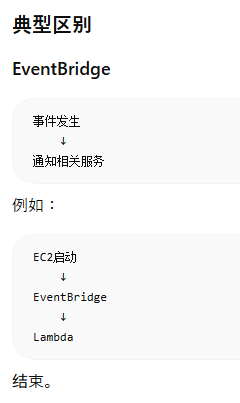 典型区别
EventBridge
事件发生
↓
通知相关服务
例如：
EC2启动
↓
EventBridge
↓
Lambda
结束。